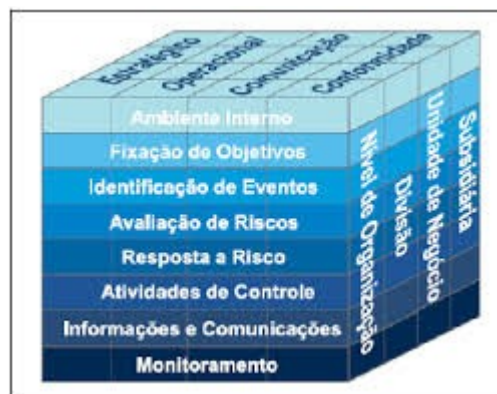 Estratégico
Operacional
Comunicação
Conformidade
Ambiente Interno
Fixação de Objetivos
Identificação de Eventos
Avaliação de Riscos
Resposta a Risco
Atividades de Controle
Informações e Comunicações
Monitoramento
Nível de Organização
Divisão
Unidade de Negócio
Subsidiária